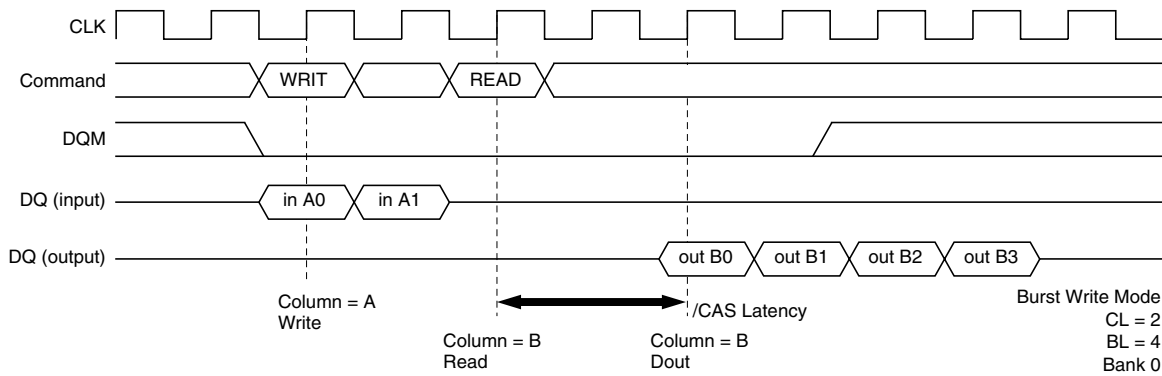 CLK
Command WRIT READ
DQM
DQ (input) in A0 in A1
DQ (output) out B0 out B1 out B2 out B3
Column = A
Write
/CAS Latency
Column = B
Read
Column = B
Dout
Burst Write Mode
CL = 2
BL = 4
Bank 0